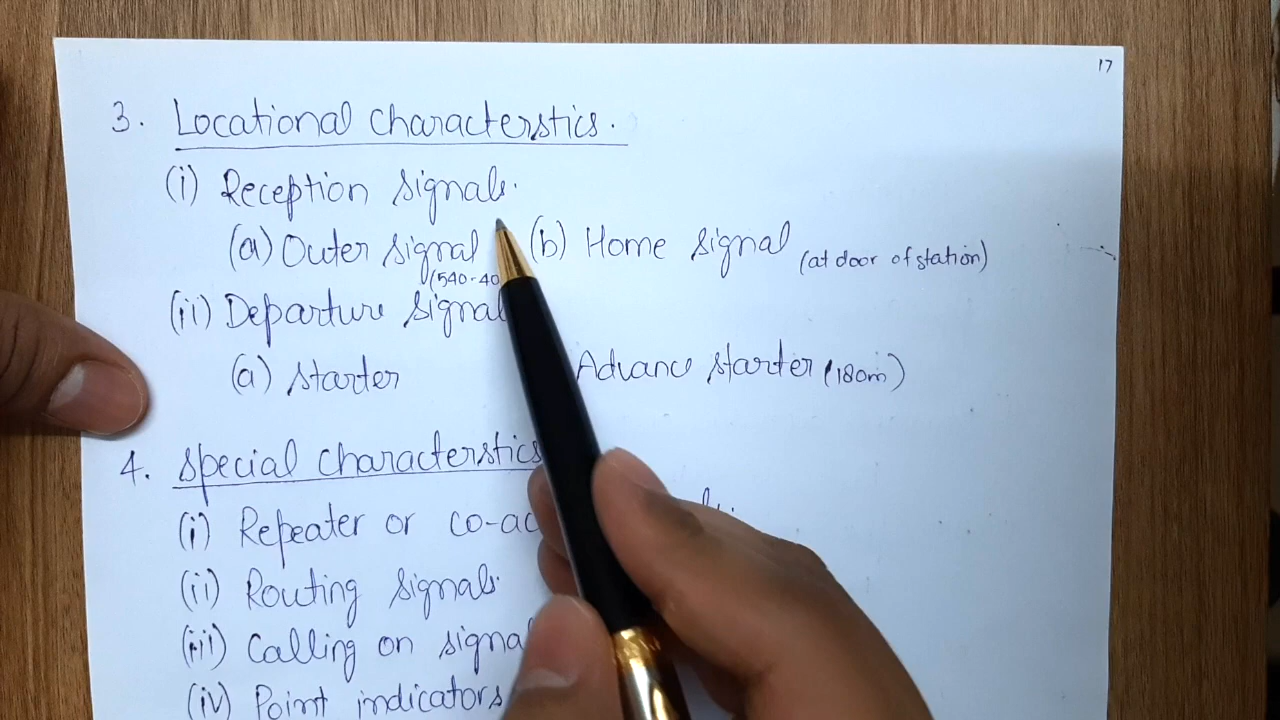 17
3. Locational Characterstics.
(i) Reception Signals.
(a) Outer Signal (b) Home Signal (at door of station)
(540-40
(ii) Departure Signal
(a) Starter Advance Starter (180m)
4. Special Characterstics
(i) Repeater or co-ac
(ii) Routing Signals.
(iii) Calling on signal
(iv) Point indicators